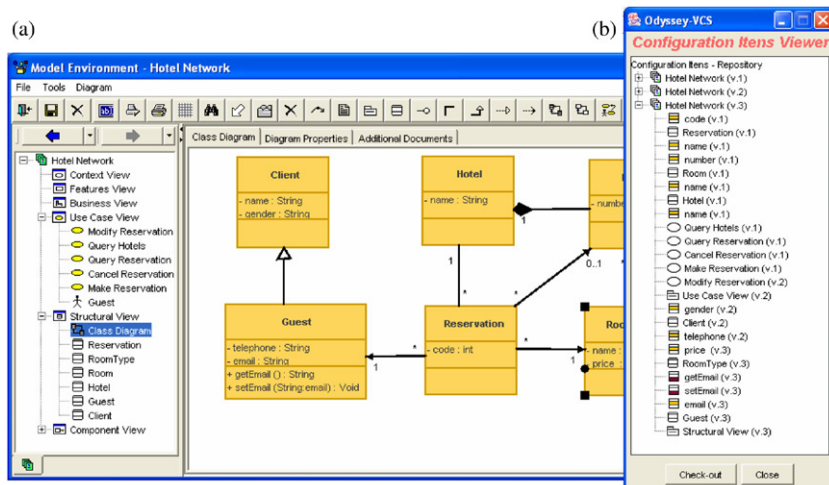 (a)
(b)
Model Environment - Hotel Network
File Tools Diagram
Class Diagram Diagram Properties Additional Documents
Hotel Network
Context View
Features View
Business View
Use Case View
Modify Reservation
Query Hotels
Query Reservation
Cancel Reservation
Make Reservation
Guest
Structural View
Class Diagram
Reservation
RoomType
Room
Hotel
Guest
Client
Component View
Client
- name : String
- gender : String
Hotel
- name : String
1
- numbe
1
0..1
*
*
*
Guest
- telephone : String
- email : String
+ getEmail () : String
+ setEmail (String:email) : Void
*
1
Reservation
- code : int
*
1
Roo
- name :
price :
Odyssey-VCS
Configuration Itens Viewer
Configuration Itens - Repository
Hotel Network (v.1)
Hotel Network (v.2)
Hotel Network (v.3)
code (v.1)
Reservation (v.1)
name (v.1)
number (v.1)
Room (v.1)
name (v.1)
Hotel (v.1)
name (v.1)
Query Hotels (v.1)
Query Reservation (v.1)
Cancel Reservation (v.1)
Make Reservation (v.1)
Modify Reservation (v.2)
Use Case View (v.2)
gender (v.2)
Client (v.2)
telephone (v.2)
price (v.3)
RoomType (v.3)
getEmail (v.3)
setEmail (v.3)
email (v.3)
Guest (v.3)
Structural View (v.3)
Check-out Close